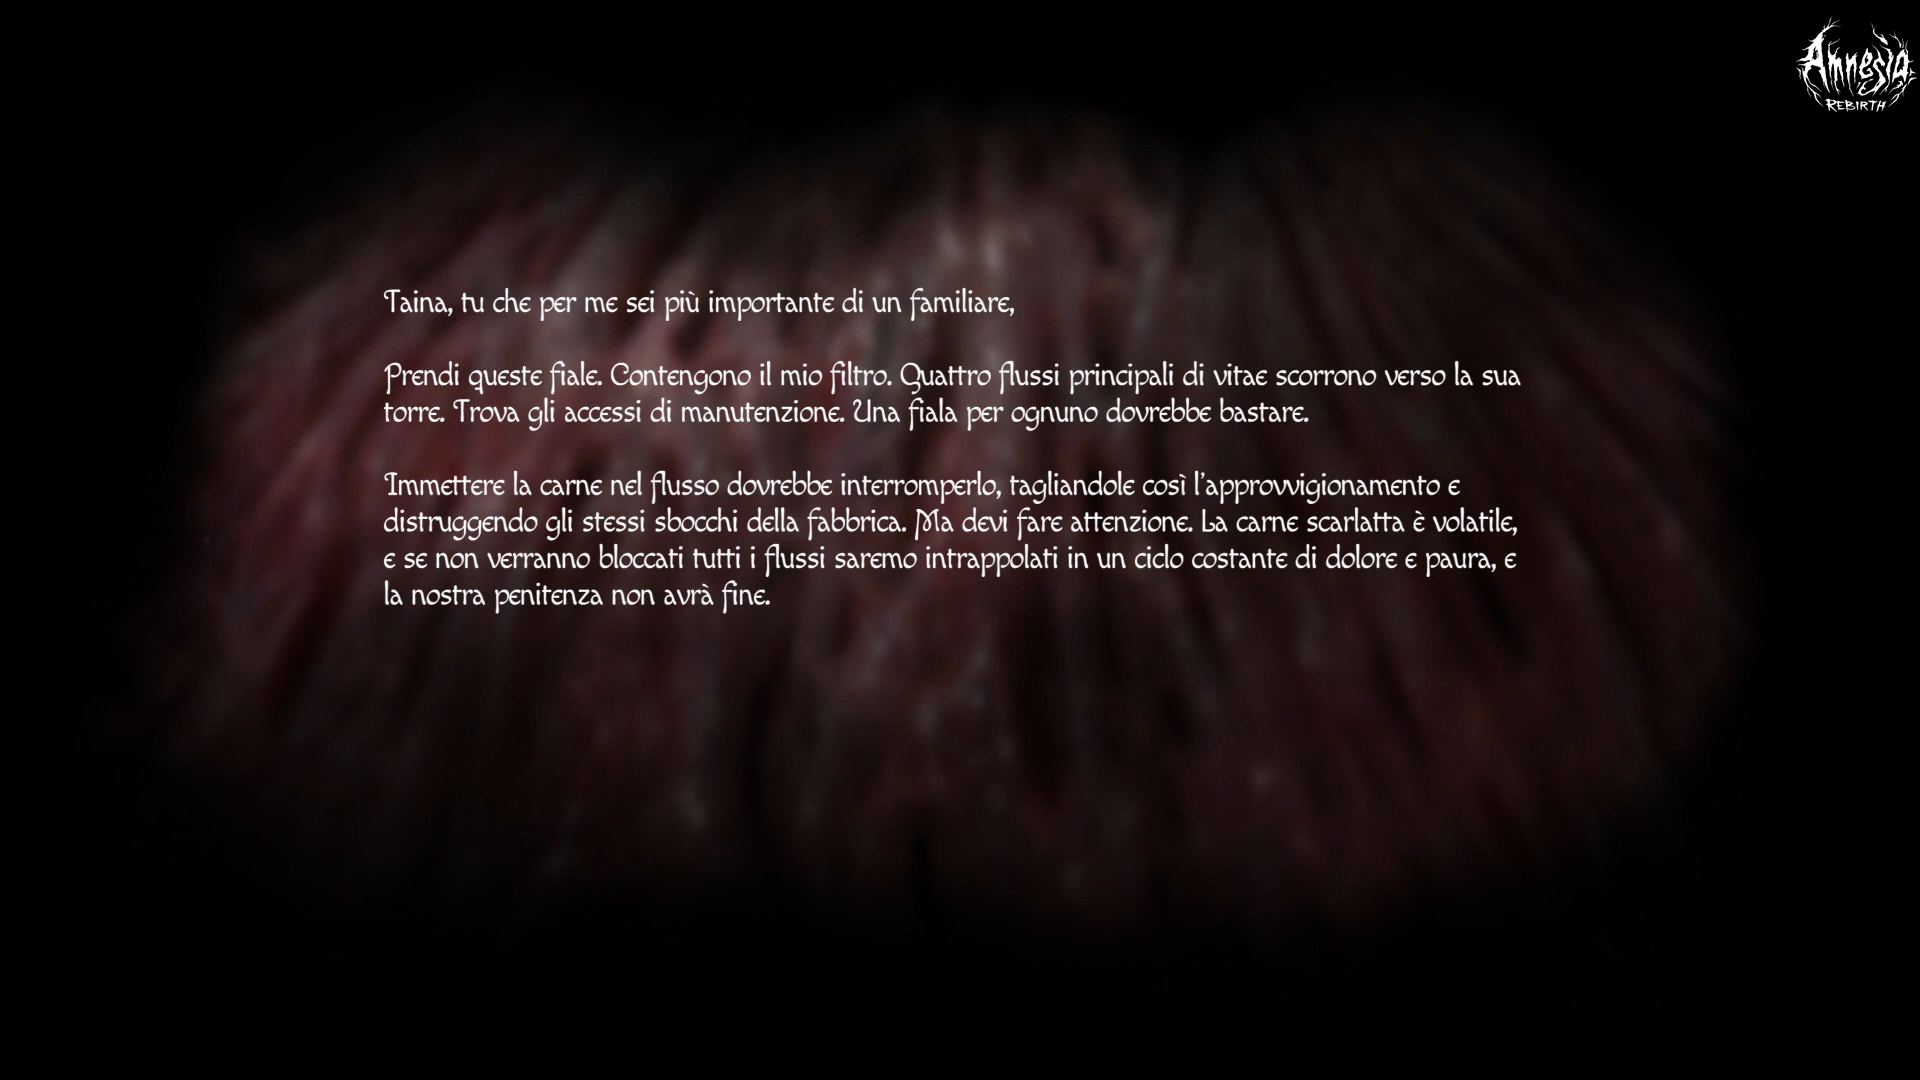 Amnesia
REBIRTH
Taina, tu che per me sei più importante di un familiare,
Prendi queste fiale. Contengono il mio filtro. Quattro flussi principali di vitae scorrono verso la sua
torre. Trova gli accessi di manutenzione. Una fiala per ognuno dovrebbe bastare.
Immettere la carne nel flusso dovrebbe interromperlo, tagliandole così l'approvvigionamento e
distruggendo gli stessi sbocchi della fabbrica. Ma devi fare attenzione. La carne scarlatta è volatile,
e se non verranno bloccati tutti i flussi saremo intrappolati in un ciclo costante di dolore e paura, e
la nostra penitenza non avrà fine.